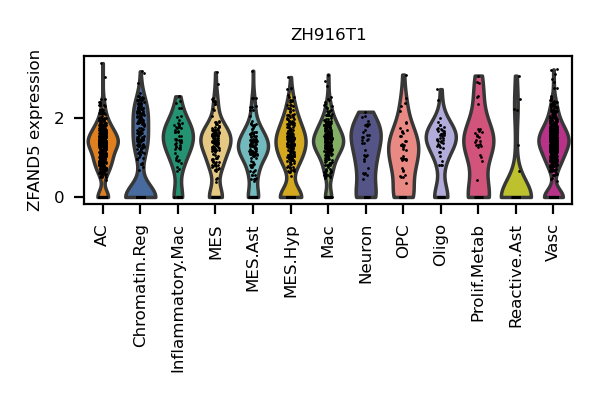 ZH916T1
ZFAND5 expression
2
0
AC
Chromatin.Reg
Inflammatory.Mac
MES
MES.Ast
MES.Hyp
Mac
Neuron
OPC
Oligo
Prolif.Metab
Reactive.Ast
Vasc